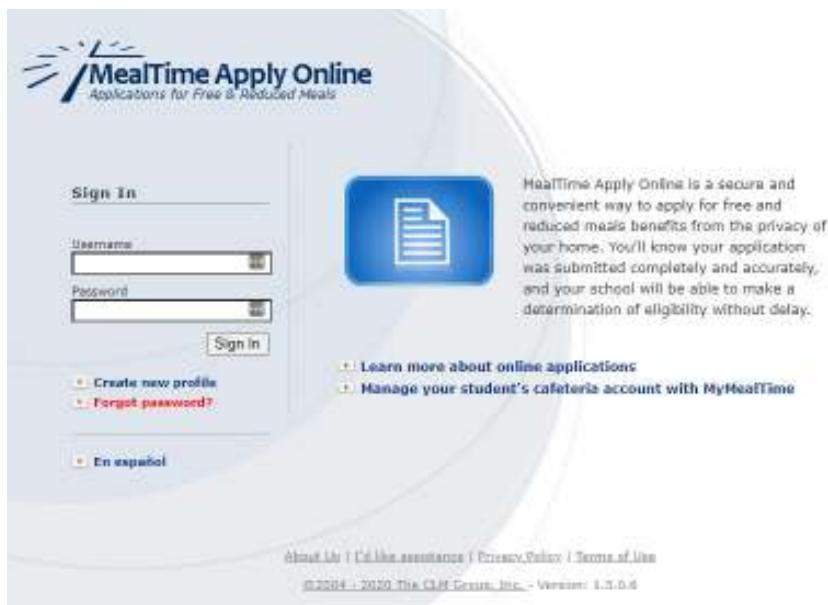 MealTime Apply Online
Applications for Free & Reduced Meals
Sign In
Username
Password
Sign In
Create new profile
Forgot password?
En español
MealTime Apply Online is a secure and
convenient way to apply for free and
reduced meals benefits from the privacy of
your home. You'll know your application
was submitted completely and accurately,
and your school will be able to make a
determination of eligibility without delay.
Learn more about online applications
Manage your student's cafeteria account with MyMealTime
About Us | I'd like assistance | Privacy Policy | Terms of Use
©2004 - 2020 The CLM Group, Inc. - Version: 1.5.0.6